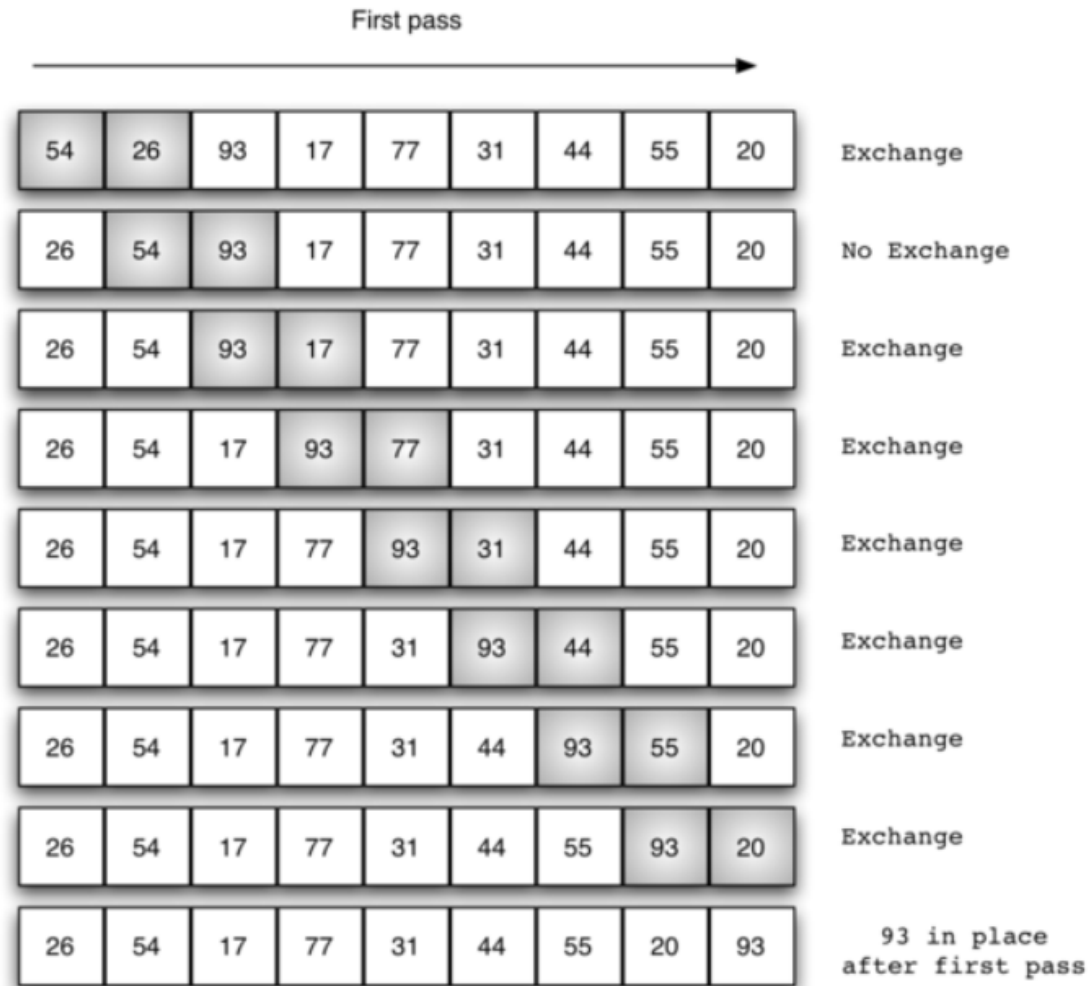 First pass
54 26 93 17 77 31 44 55 20 Exchange
26 54 93 17 77 31 44 55 20 No Exchange
26 54 93 17 77 31 44 55 20 Exchange
26 54 17 93 77 31 44 55 20 Exchange
26 54 17 77 93 31 44 55 20 Exchange
26 54 17 77 31 93 44 55 20 Exchange
26 54 17 77 31 44 93 55 20 Exchange
26 54 17 77 31 44 55 93 20 Exchange
26 54 17 77 31 44 55 20 93 93 in place
after first pass